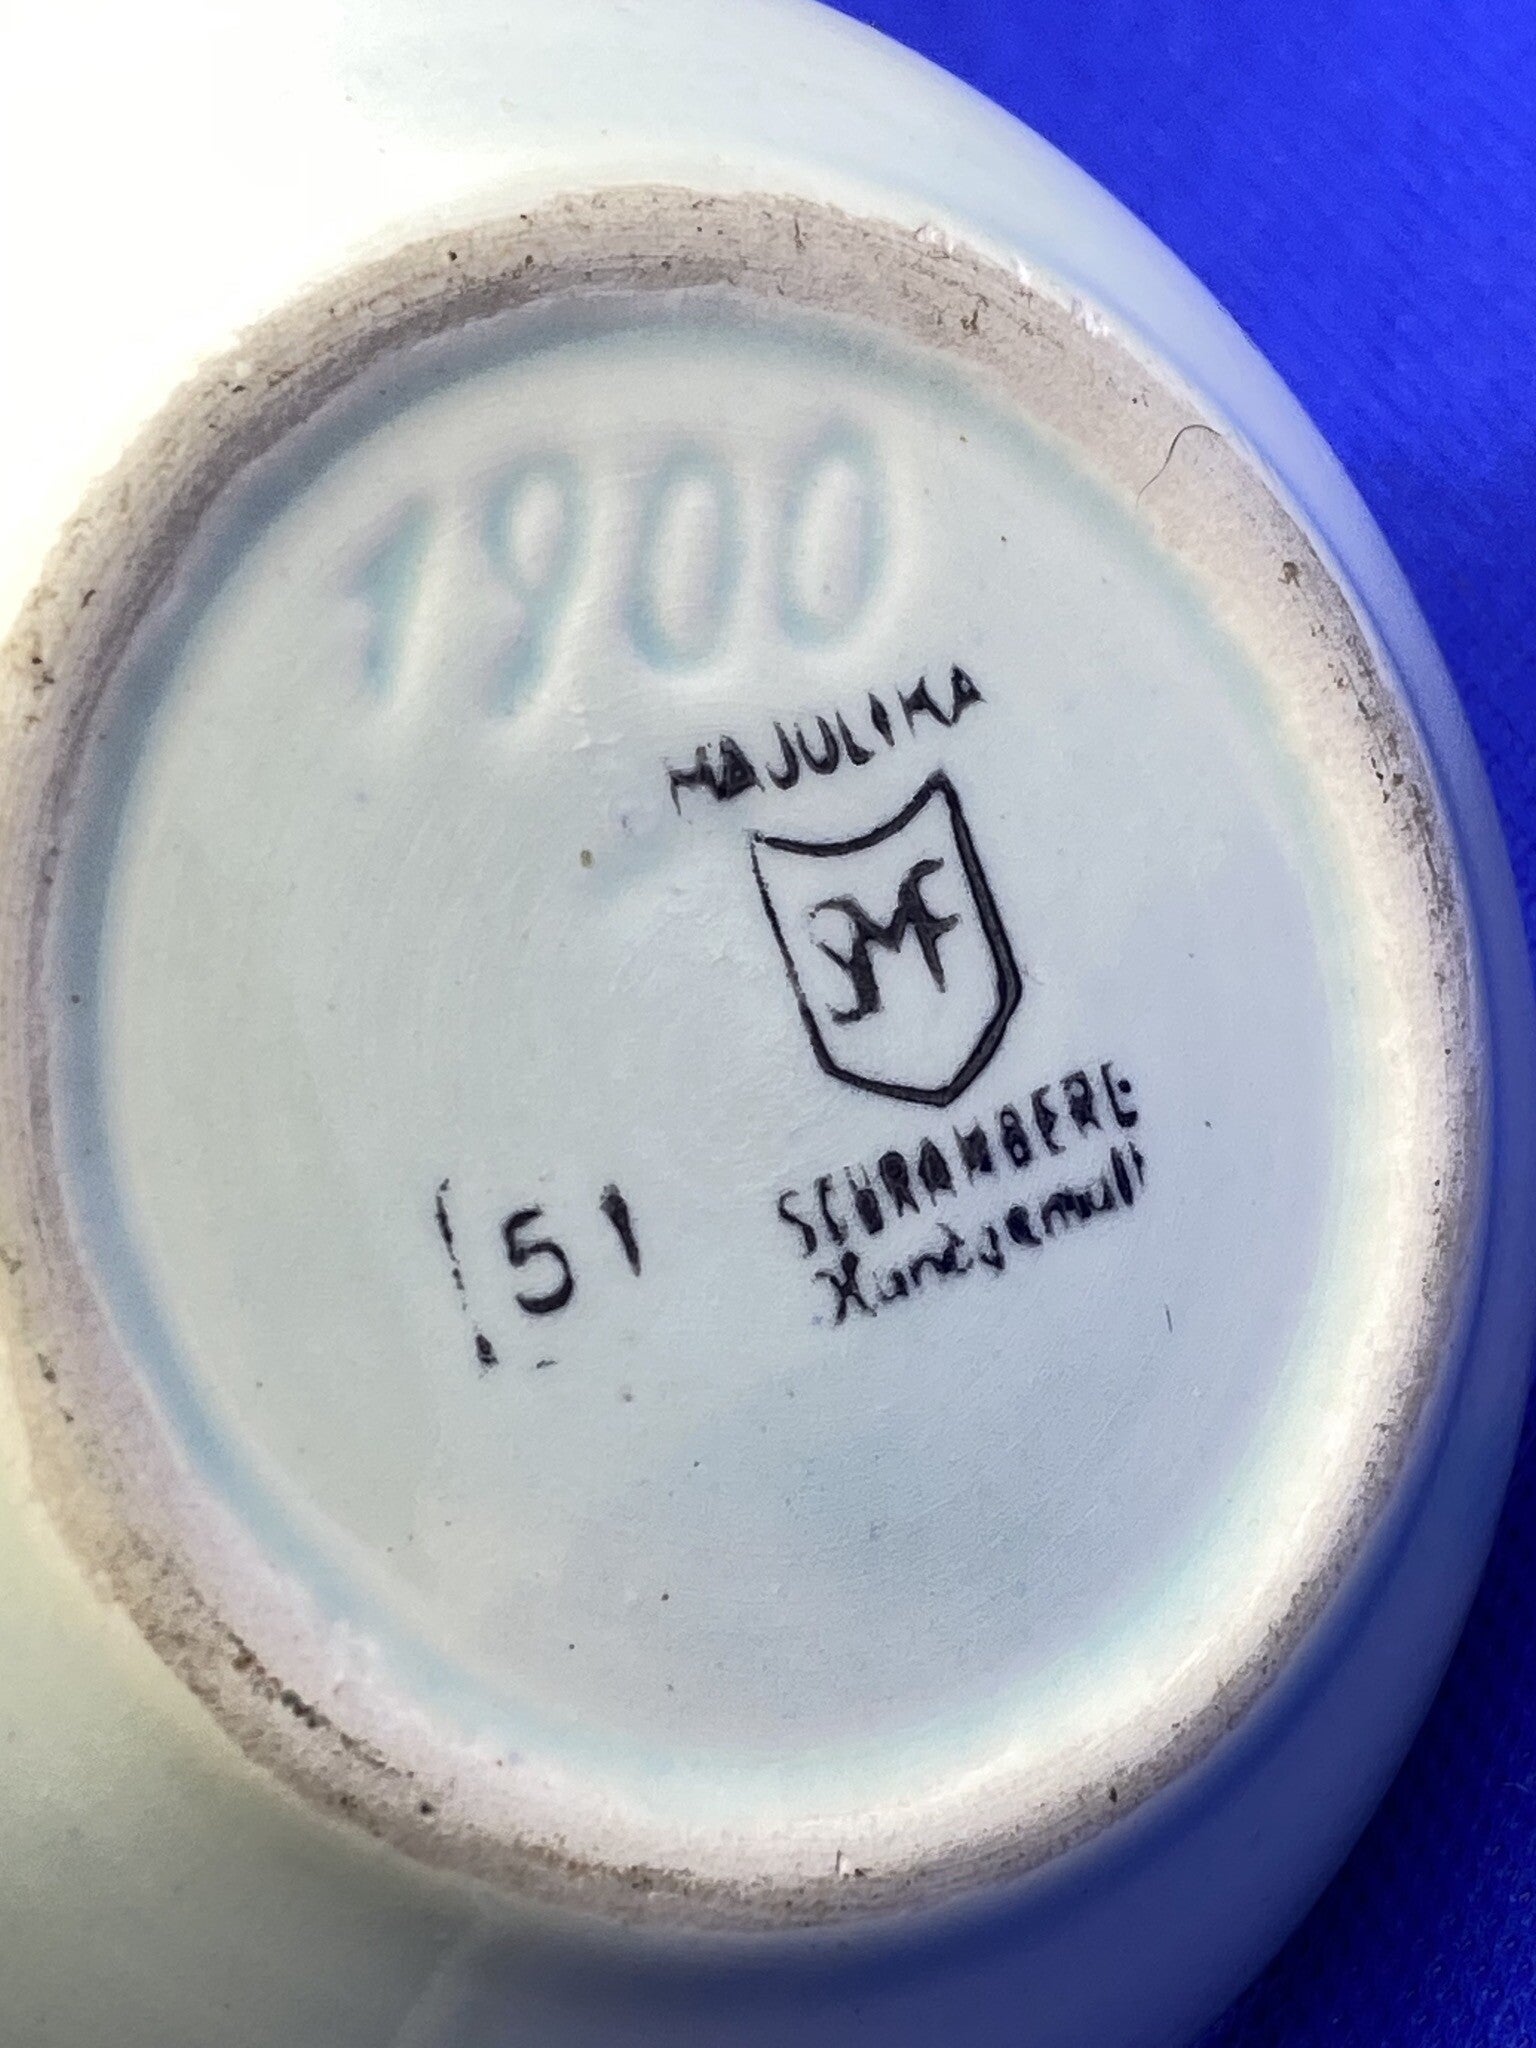 1900
MAJOLIKA
SMF
SCHRAMBERG
Handgemalt
51